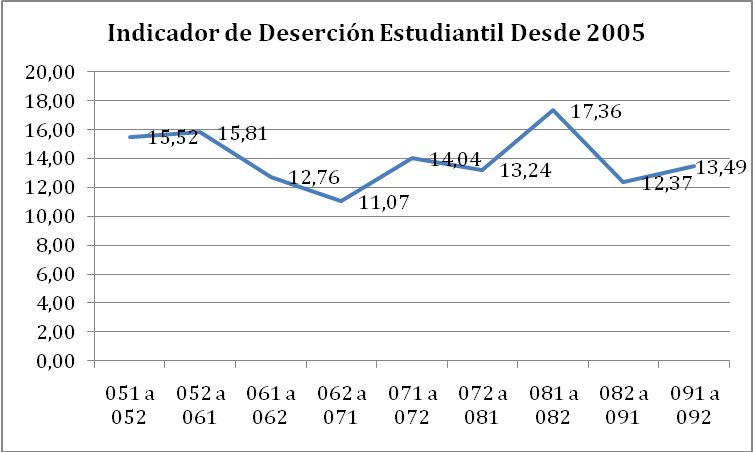 Indicador de Deserción Estudiantil Desde 2005
20,00
18,00
16,00
14,00
12,00
10,00
8,00
6,00
4,00
2,00
0,00
15,52
15,81
12,76
11,07
14,04
13,24
17,36
12,37
13,49
051 a
052
052 a
061
061 a
062
062 a
071
071 a
072
072 a
081
081 a
082
082 a
091
091 a
092